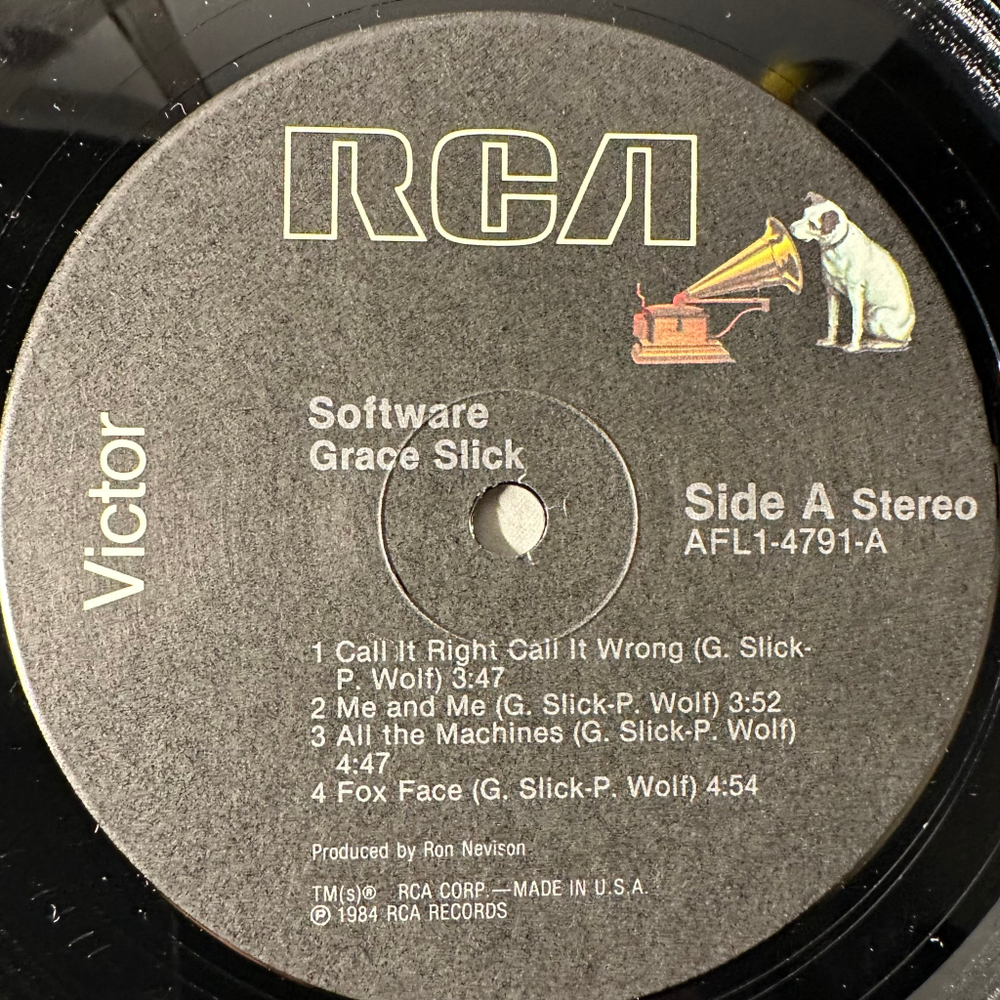 RCA
Victor
Software
Grace Slick
Side A Stereo
AFL1-4791-A
1 Call It Right Call It Wrong (G. Slick-
P. Wolf) 3:47
2 Me and Me (G. Slick-P. Wolf) 3:52
3 All the Machines (G. Slick-P. Wolf)
4:47
4 Fox Face (G. Slick-P. Wolf) 4:54
Produced by Ron Nevison
TM(s)® RCA CORP.—MADE IN U.S.A.
℗ 1984 RCA RECORDS